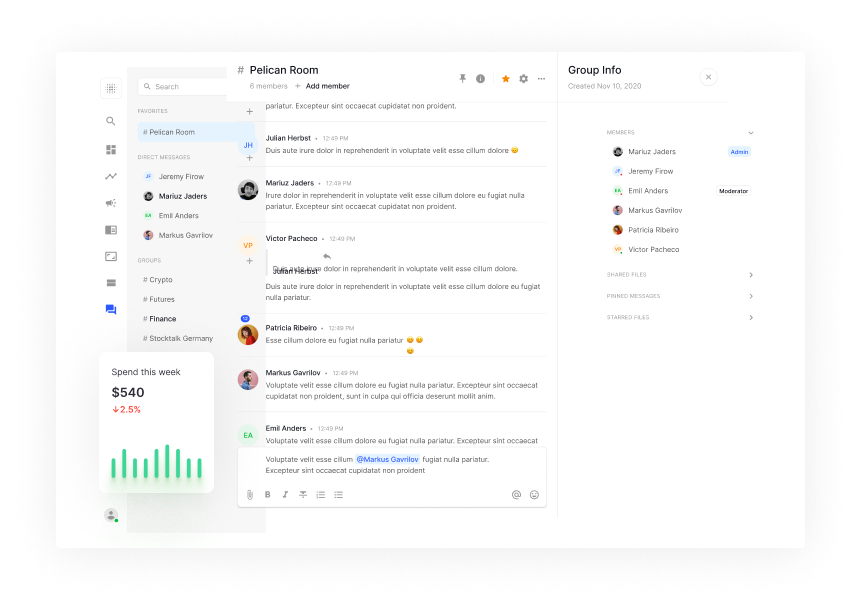 Search
FAVORITES
# Pelican Room
DIRECT MESSAGES
JF Jeremy Firow
Mariuz Jaders
EA Emil Anders
Markus Gavrilov
GROUPS
# Crypto
# Futures
# Finance
# Stocktalk Germany
Spend this week
$540
2,5%
# Pelican Room
6 members + Add member
pariatur. Excepteur sint occaecat cupidatat non proident.
JH
Julian Herbst • 12:49 PM
Duis aute irure dolor in reprehenderit in voluptate velit esse cillum dolore
Mariuz Jaders • 12:49 PM
Irure dolor in reprehenderit in voluptate velit esse cillum dolore eu fugiat nulla
pariatur. Excepteur sint occaecat cupidatat non proident.
VP
Victor Pacheco • 12:49 PM
Duis aute irure dolor in reprehenderit in voluptate velit esse cillum dolore.
Julian Herbst
Duis aute irure dolor in reprehenderit in voluptate velit esse cillum dolore eu fugiat
nulla pariatur.
12
Patricia Ribeiro • 12:49 PM
Esse cillum dolore eu fugiat nulla pariatur
Markus Gavrilov • 12:49 PM
Voluptate velit esse cillum dolore eu fugiat nulla pariatur. Excepteur sint occaecat
cupidatat non proident, sunt in culpa qui officia deserunt mollit anim.
EA
Emil Anders • 12:49 PM
Voluptate velit esse cillum dolore eu fugiat nulla pariatur. Excepteur sint occaecat
Voluptate velit esse cillum @Markus Gavrilov fugiat nulla pariatur.
Excepteur sint occaecat cupidatat non proident
B I
Group Info
Created Nov 10, 2020
MEMBERS
Mariuz Jaders Admin
JF Jeremy Firow
EA Emil Anders Moderator
Markus Gavrilov
Patricia Ribeiro
VP Victor Pacheco
SHARED FILES
PINNED MESSAGES
STARRED FILES